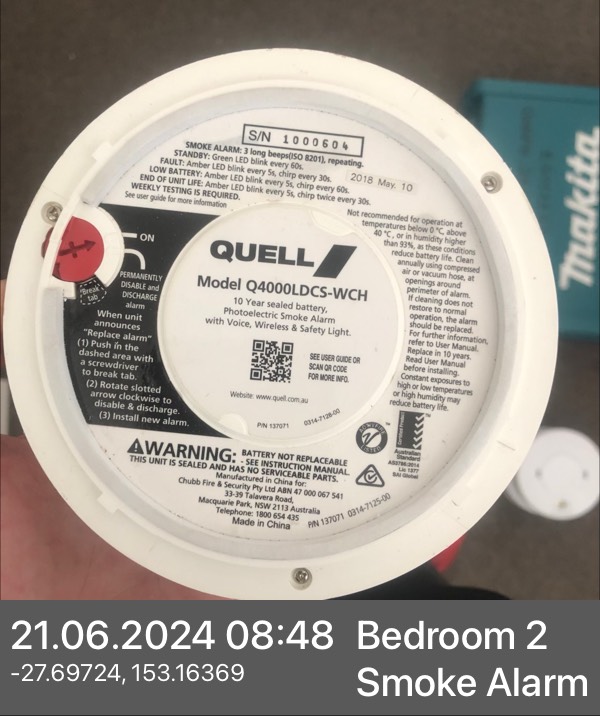 S/N 1000604
SMOKE ALARM: 3 long beeps(ISO 8201), repeating.
STANDBY: Green LED blink every 60s.
FAULT: Amber LED blink every 5s, chirp every 30s.
LOW BATTERY: Amber LED blink every 5s, chirp every 60s.
END OF UNIT LIFE: Amber LED blink every 5s, chirp twice every 30s.
WEEKLY TESTING IS REQUIRED.
See user guide for more information
2018 May. 10
Not recommended for operation at
temperatures below 0 °C, above
40 °C, or in humidity higher
than 93%, as these conditions
reduce battery life. Clean
annually using compressed
air or vacuum hose, at
openings around
perimeter of alarm.
If cleaning does not
restore to normal
operation, the alarm
should be replaced.
For further information,
refer to User Manual.
Replace in 10 years.
Read User Manual
before installing.
Constant exposures to
high or low temperatures
or high humidity may
reduce battery life.
ON
PERMANENTLY
DISABLE and
DISCHARGE
alarm
Break
tab
When unit
announces
"Replace alarm"
(1) Push in the
dashed area with
a screwdriver
to break tab.
(2) Rotate slotted
arrow clockwise to
disable & discharge.
(3) Install new alarm.
QUELL
Model Q4000LDCS-WCH
10 Year sealed battery,
Photoelectric Smoke Alarm
with Voice, Wireless & Safety Light.
SEE USER GUIDE OR
SCAN QR CODE
FOR MORE INFO.
Website: www.quell.com.au
P/N 137071 0314-7128-00
WARNING: BATTERY NOT REPLACEABLE
- SEE INSTRUCTION MANUAL.
THIS UNIT IS SEALED AND HAS NO SERVICEABLE PARTS.
Manufactured in China for:
Chubb Fire & Security Pty Ltd ABN 47 000 067 541
33-39 Talavera Road,
Macquarie Park, NSW 2113 Australia
Telephone: 1800 654 435
Made in China
P/N 137071 0314-7125-00
Australian
Standard
AS3786:2014
Lic 1377
SAI Global
makita
21.06.2024 08:48
-27.69724, 153.16369
Bedroom 2
Smoke Alarm